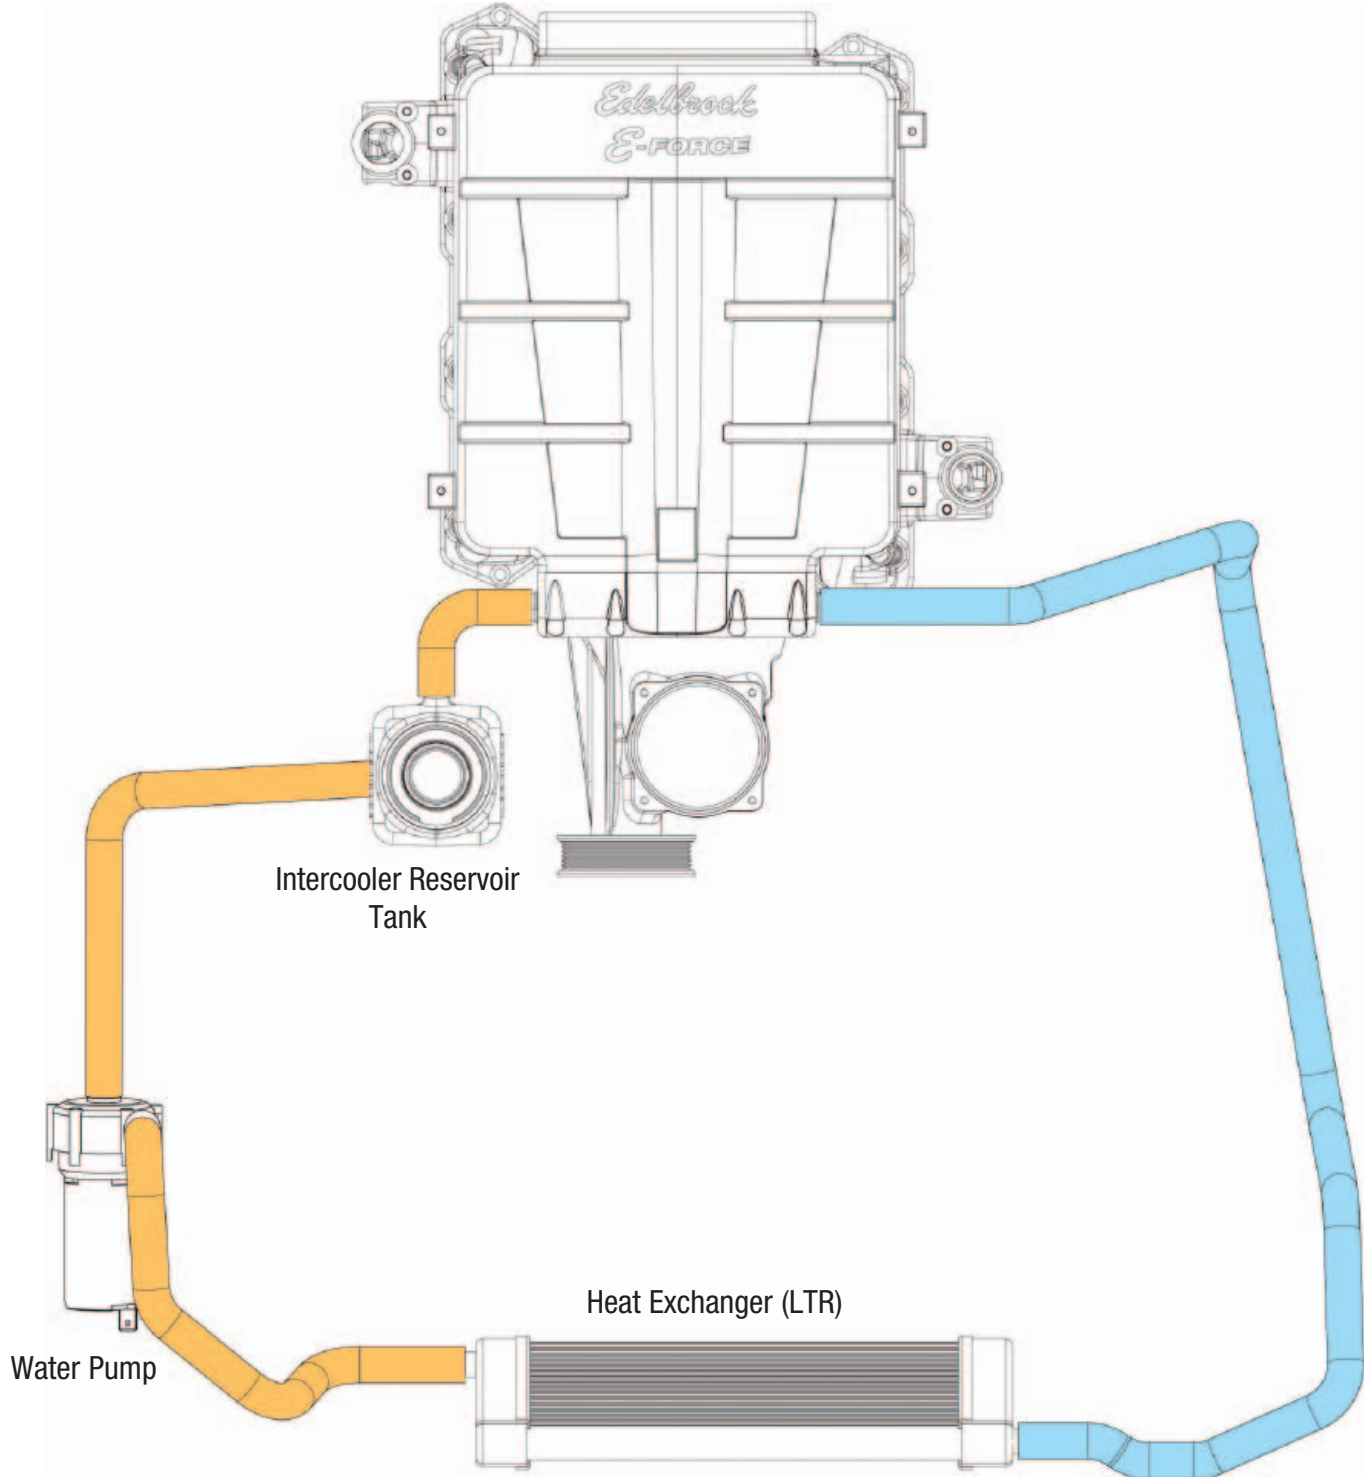 Edelbrock
E-FORCE
Intercooler Reservoir
Tank
Heat Exchanger (LTR)
Water Pump